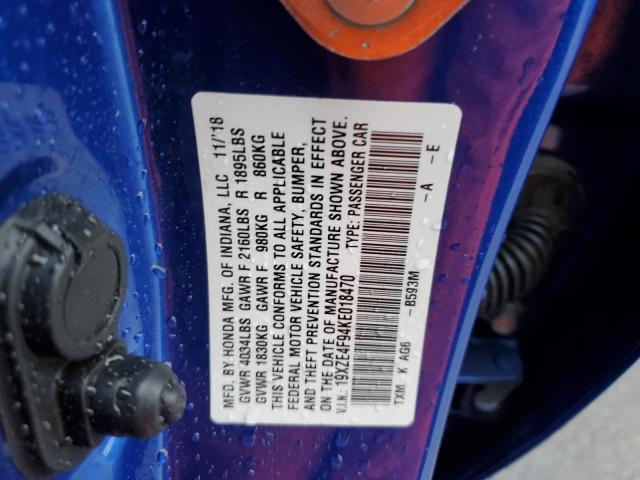 MFD. BY HONDA MFG. OF INDIANA, LLC 11/'18
GVWR 4034LBS GAWR F 2160LBS R 1895LBS
GVWR 1830KG GAWR F 980KG R 860KG
THIS VEHICLE CONFORMS TO ALL APPLICABLE
FEDERAL MOTOR VEHICLE SAFETY, BUMPER,
AND THEFT PREVENTION STANDARDS IN EFFECT
ON THE DATE OF MANUFACTURE SHOWN ABOVE.
V.I.N.: 19XZE4F94KE018470 TYPE: PASSENGER CAR
TXM K AG6 -B593M -A -E